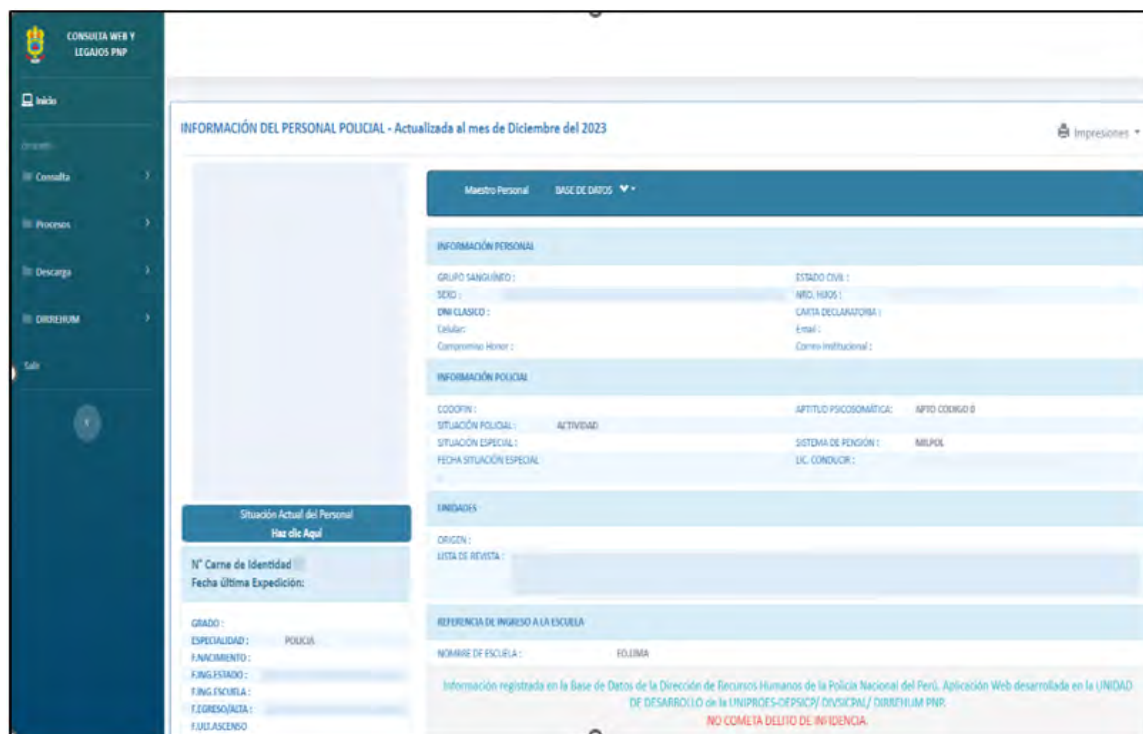 CONSULTA WEB Y
LEGAJOS PNP
Inicio
Consulta
Procesos
Descarga
DIRREHUM
Salir
INFORMACIÓN DEL PERSONAL POLICIAL - Actualizada al mes de Diciembre del 2023
Impresiones
Maestro Personal BASE DE DATOS
INFORMACIÓN PERSONAL
GRUPO SANGUÍNEO : ESTADO CIVIL :
SEXO : NRO. HIJOS :
DNI CLASICO : CARTA DECLARATORIA :
Celular: Email :
Compromiso Honor : Correo Institucional :
INFORMACIÓN POLICIAL
CODOFIN : APTITUD PSICOSOMÁTICA: APTO CODIGO 0
SITUACIÓN POLICIAL: ACTIVIDAD
SITUACIÓN ESPECIAL : SISTEMA DE PENSIÓN : MILPOL
FECHA SITUACIÓN ESPECIAL LIC. CONDUCIR :
UNIDADES
ORIGEN :
LISTA DE REVISTA :
REFERENCIA DE INGRESO A LA ESCUELA
NOMBRE DE ESCUELA : EO.LIMA
Información registrada en la Base de Datos de la Dirección de Recursos Humanos de la Policía Nacional del Perú. Aplicación Web desarrollada en la UNIDAD
DE DESARROLLO de la UNIPROES-DEPSICP/ DIVSICPAL/ DIRREHUM PNP.
NO COMETA DELITO DE INFIDENCIA.
Situación Actual del Personal
Haz clic Aquí
N° Carne de Identidad
Fecha última Expedición:
GRADO :
ESPECIALIDAD : POLICIA
F.NACIMIENTO :
F.ING.ESTADO :
F.ING.ESCUELA :
F.EGRESO/ALTA :
F.ULT.ASCENSO